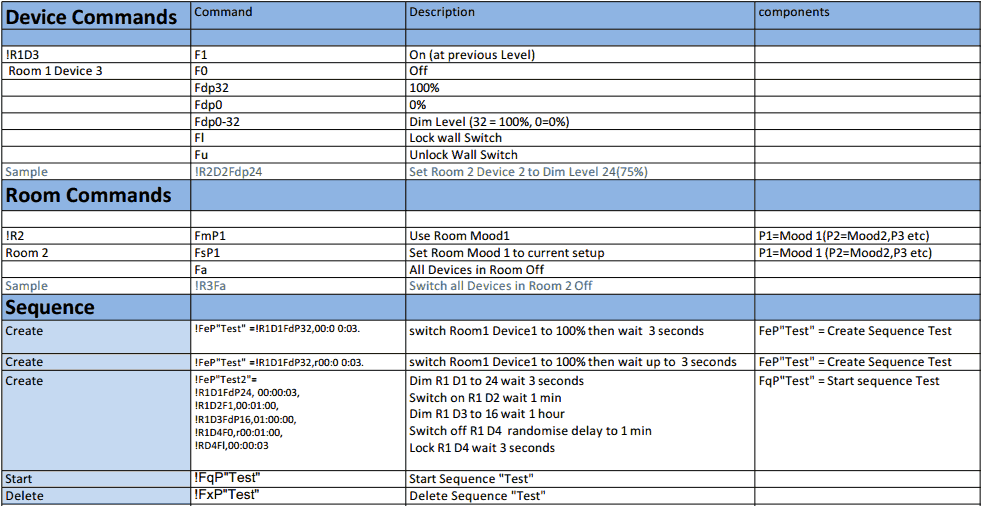 Device Commands Command Description components
!R1D3 F1 On (at previous Level)
Room 1 Device 3 F0 Off
Fdp32 100%
Fdp0 0%
Fdp0-32 Dim Level (32 = 100%, 0=0%)
Fl Lock wall Switch
Fu Unlock Wall Switch
Sample !R2D2Fdp24 Set Room 2 Device 2 to Dim Level 24(75%)
Room Commands
!R2 FmP1 Use Room Mood1 P1=Mood 1(P2=Mood2,P3 etc)
Room 2 FsP1 Set Room Mood 1 to current setup P1=Mood 1 (P2=Mood2,P3 etc)
Fa All Devices in Room Off
Sample !R3Fa Switch all Devices in Room 2 Off
Sequence
Create !FeP"Test" =!R1D1FdP32,00:0 0:03. switch Room1 Device1 to 100% then wait 3 seconds FeP"Test" = Create Sequence Test
Create !FeP"Test" =!R1D1FdP32,r00:0 0:03. switch Room1 Device1 to 100% then wait up to 3 seconds FeP"Test" = Create Sequence Test
Create !FeP"Test2"= Dim R1 D1 to 24 wait 3 seconds FqP"Test" = Start sequence Test
!R1D1FdP24, 00:00:03, Switch on R1 D2 wait 1 min
!R1D2F1,00:01:00, Dim R1 D3 to 16 wait 1 hour
!R1D3FdP16,01:00:00, Switch off R1 D4 randomise delay to 1 min
!R1D4F0,r00:01:00, Lock R1 D4 wait 3 seconds
!RD4Fl,00:00:03
Start !FqP"Test" Start Sequence "Test"
Delete !FxP"Test" Delete Sequence "Test"